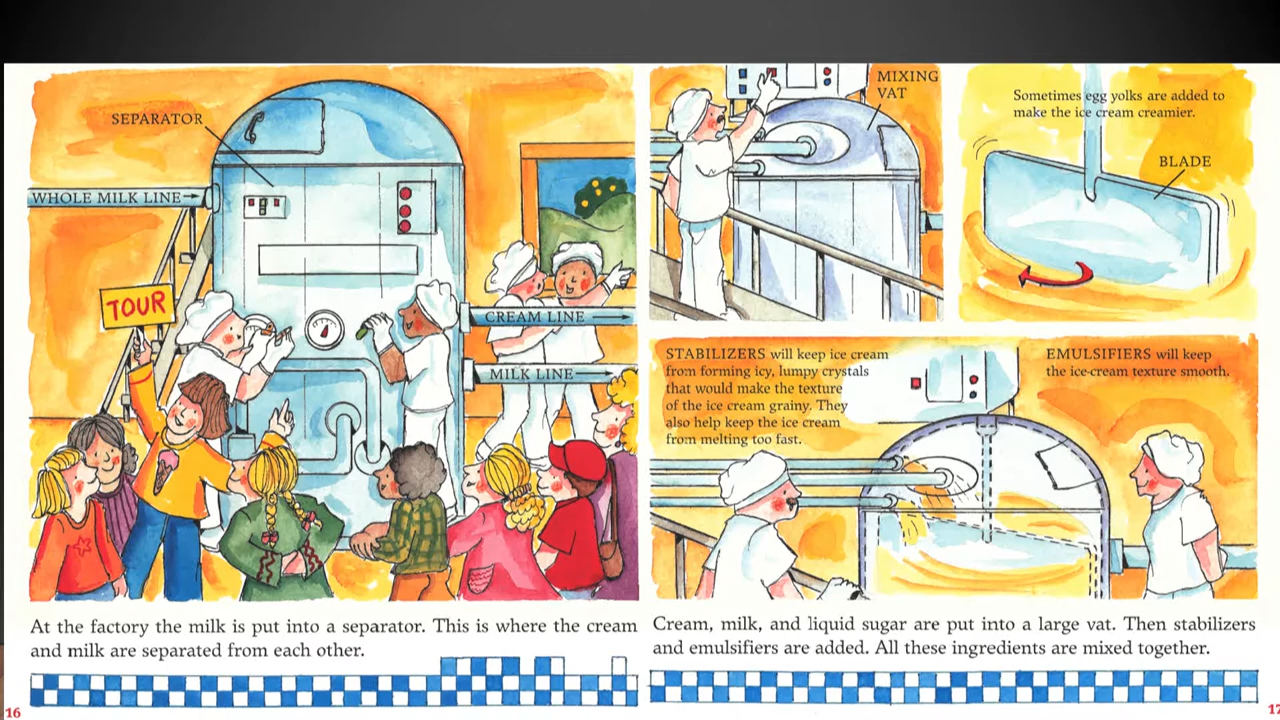 SEPARATOR
WHOLE MILK LINE
TOUR
CREAM LINE
MILK LINE
At the factory the milk is put into a separator. This is where the cream
and milk are separated from each other.
16
MIXING
VAT
Sometimes egg yolks are added to
make the ice cream creamier.
BLADE
STABILIZERS will keep ice cream
from forming icy, lumpy crystals
that would make the texture
of the ice cream grainy. They
also help keep the ice cream
from melting too fast.
EMULSIFIERS will keep
the ice-cream texture smooth.
Cream, milk, and liquid sugar are put into a large vat. Then stabilizers
and emulsifiers are added. All these ingredients are mixed together.
17